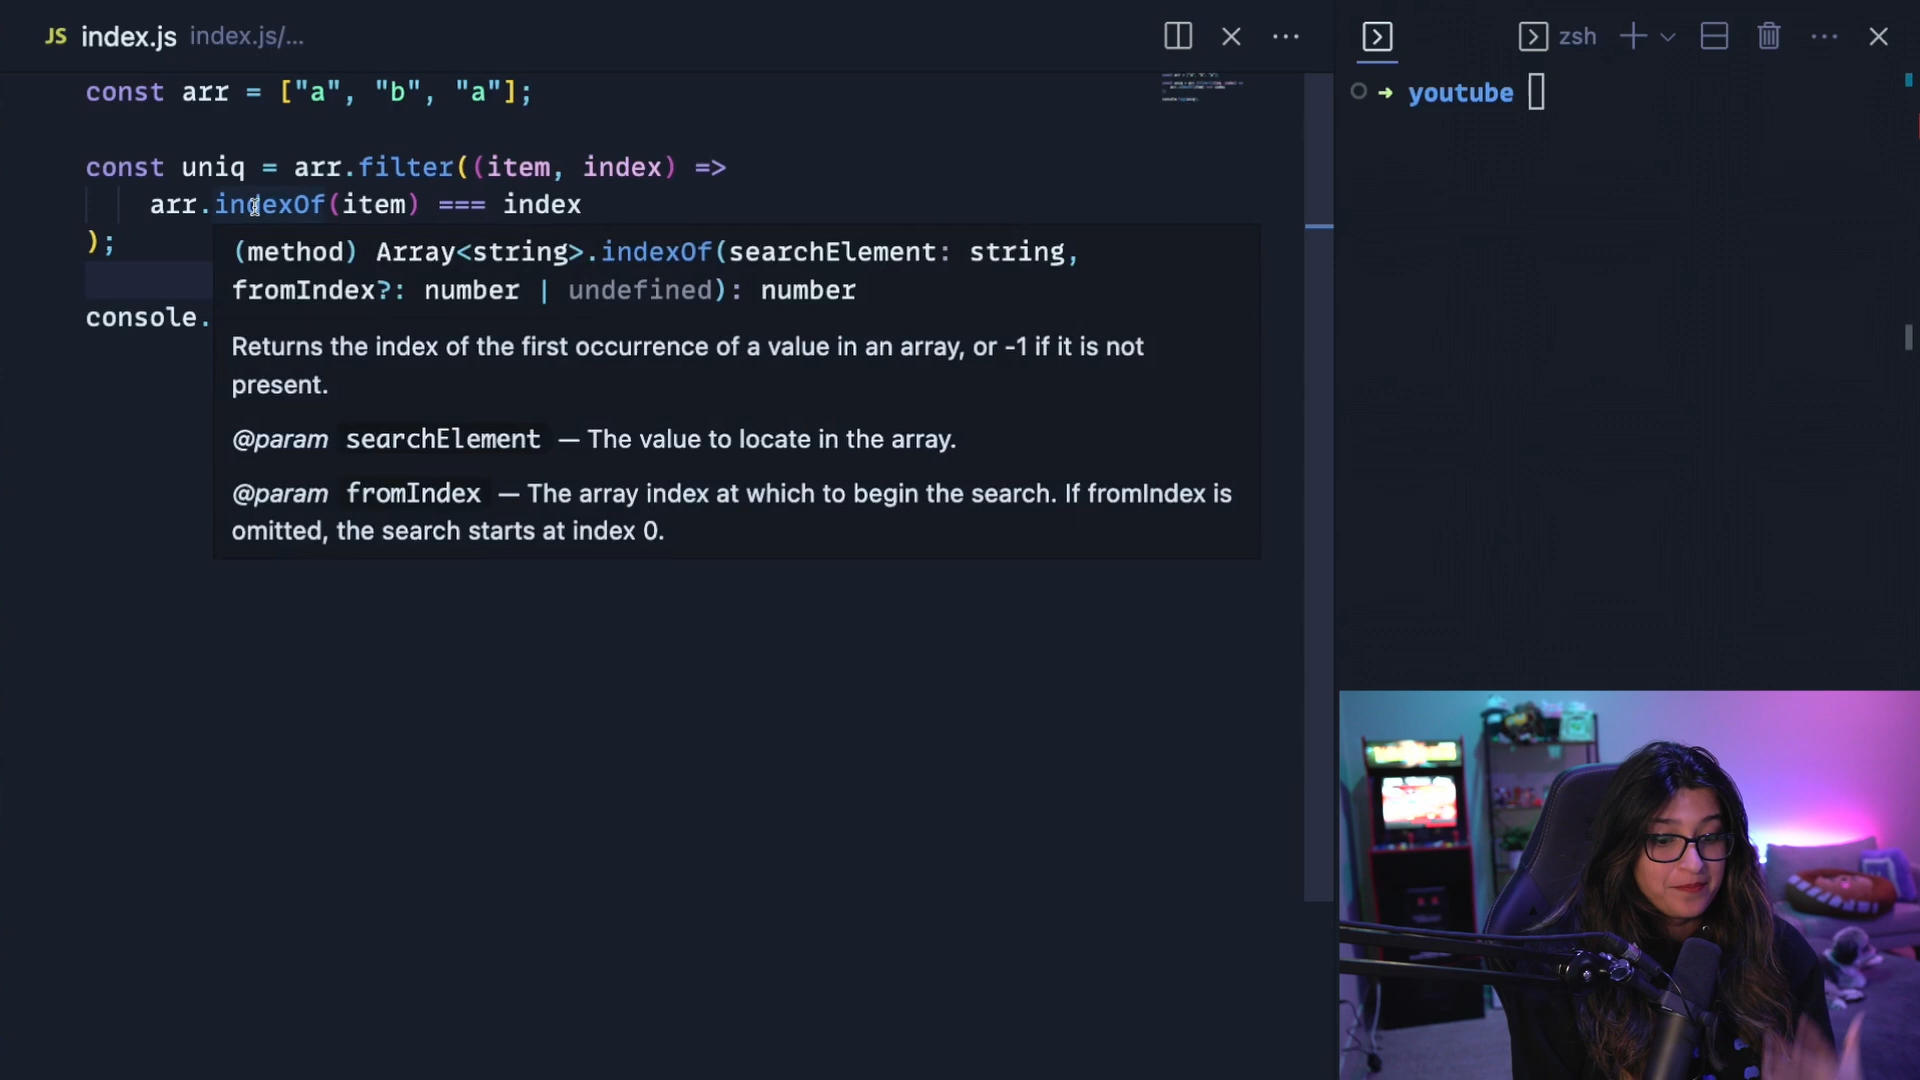 JS index.js index.js/...
zsh
const arr = ["a", "b", "a"];
youtube
const uniq = arr.filter((item, index) =>
arr.indexOf(item) === index
);
(method) Array<string>.indexOf(searchElement: string,
fromIndex?: number | undefined): number
console.
Returns the index of the first occurrence of a value in an array, or -1 if it is not
present.
@param searchElement — The value to locate in the array.
@param fromIndex — The array index at which to begin the search. If fromIndex is
omitted, the search starts at index 0.